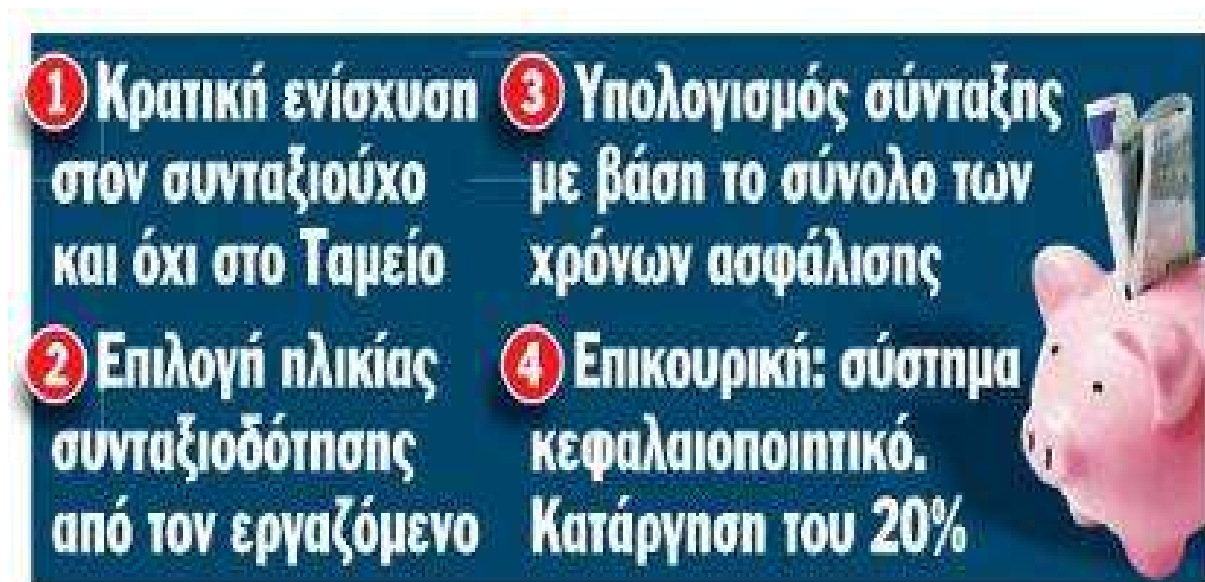 1 Κρατική ενίσχυση
στον συνταξιούχο
και όχι στο Ταμείο
2 Επιλογή ηλικίας
συνταξιοδότησης
από τον εργαζόμενο
3 Υπολογισμός σύνταξης
με βάση το σύνολο των
χρόνων ασφάλισης
4 Επικουρική: σύστημα
κεφαλαιοποιητικό.
Κατάργηση του 20%